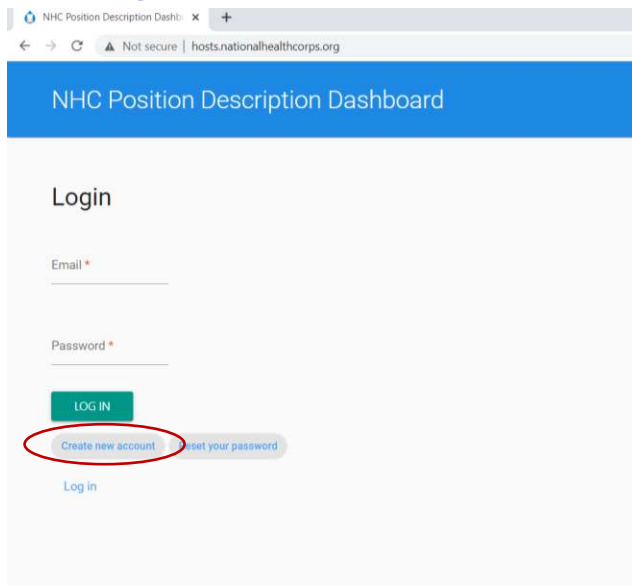 NHC Position Description Dashb
Not secure | hosts.nationalhealthcorps.org
NHC Position Description Dashboard
Login
Email *
Password *
LOG IN
Create new account Reset your password
Log in